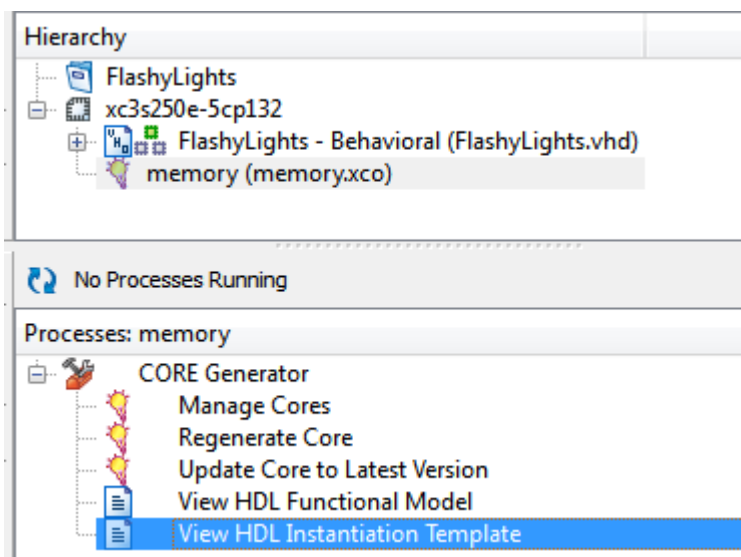 Hierarchy
FlashyLights
xc3s250e-5cp132
FlashyLights - Behavioral (FlashyLights.vhd)
memory (memory.xco)
No Processes Running
Processes: memory
CORE Generator
Manage Cores
Regenerate Core
Update Core to Latest Version
View HDL Functional Model
View HDL Instantiation Template